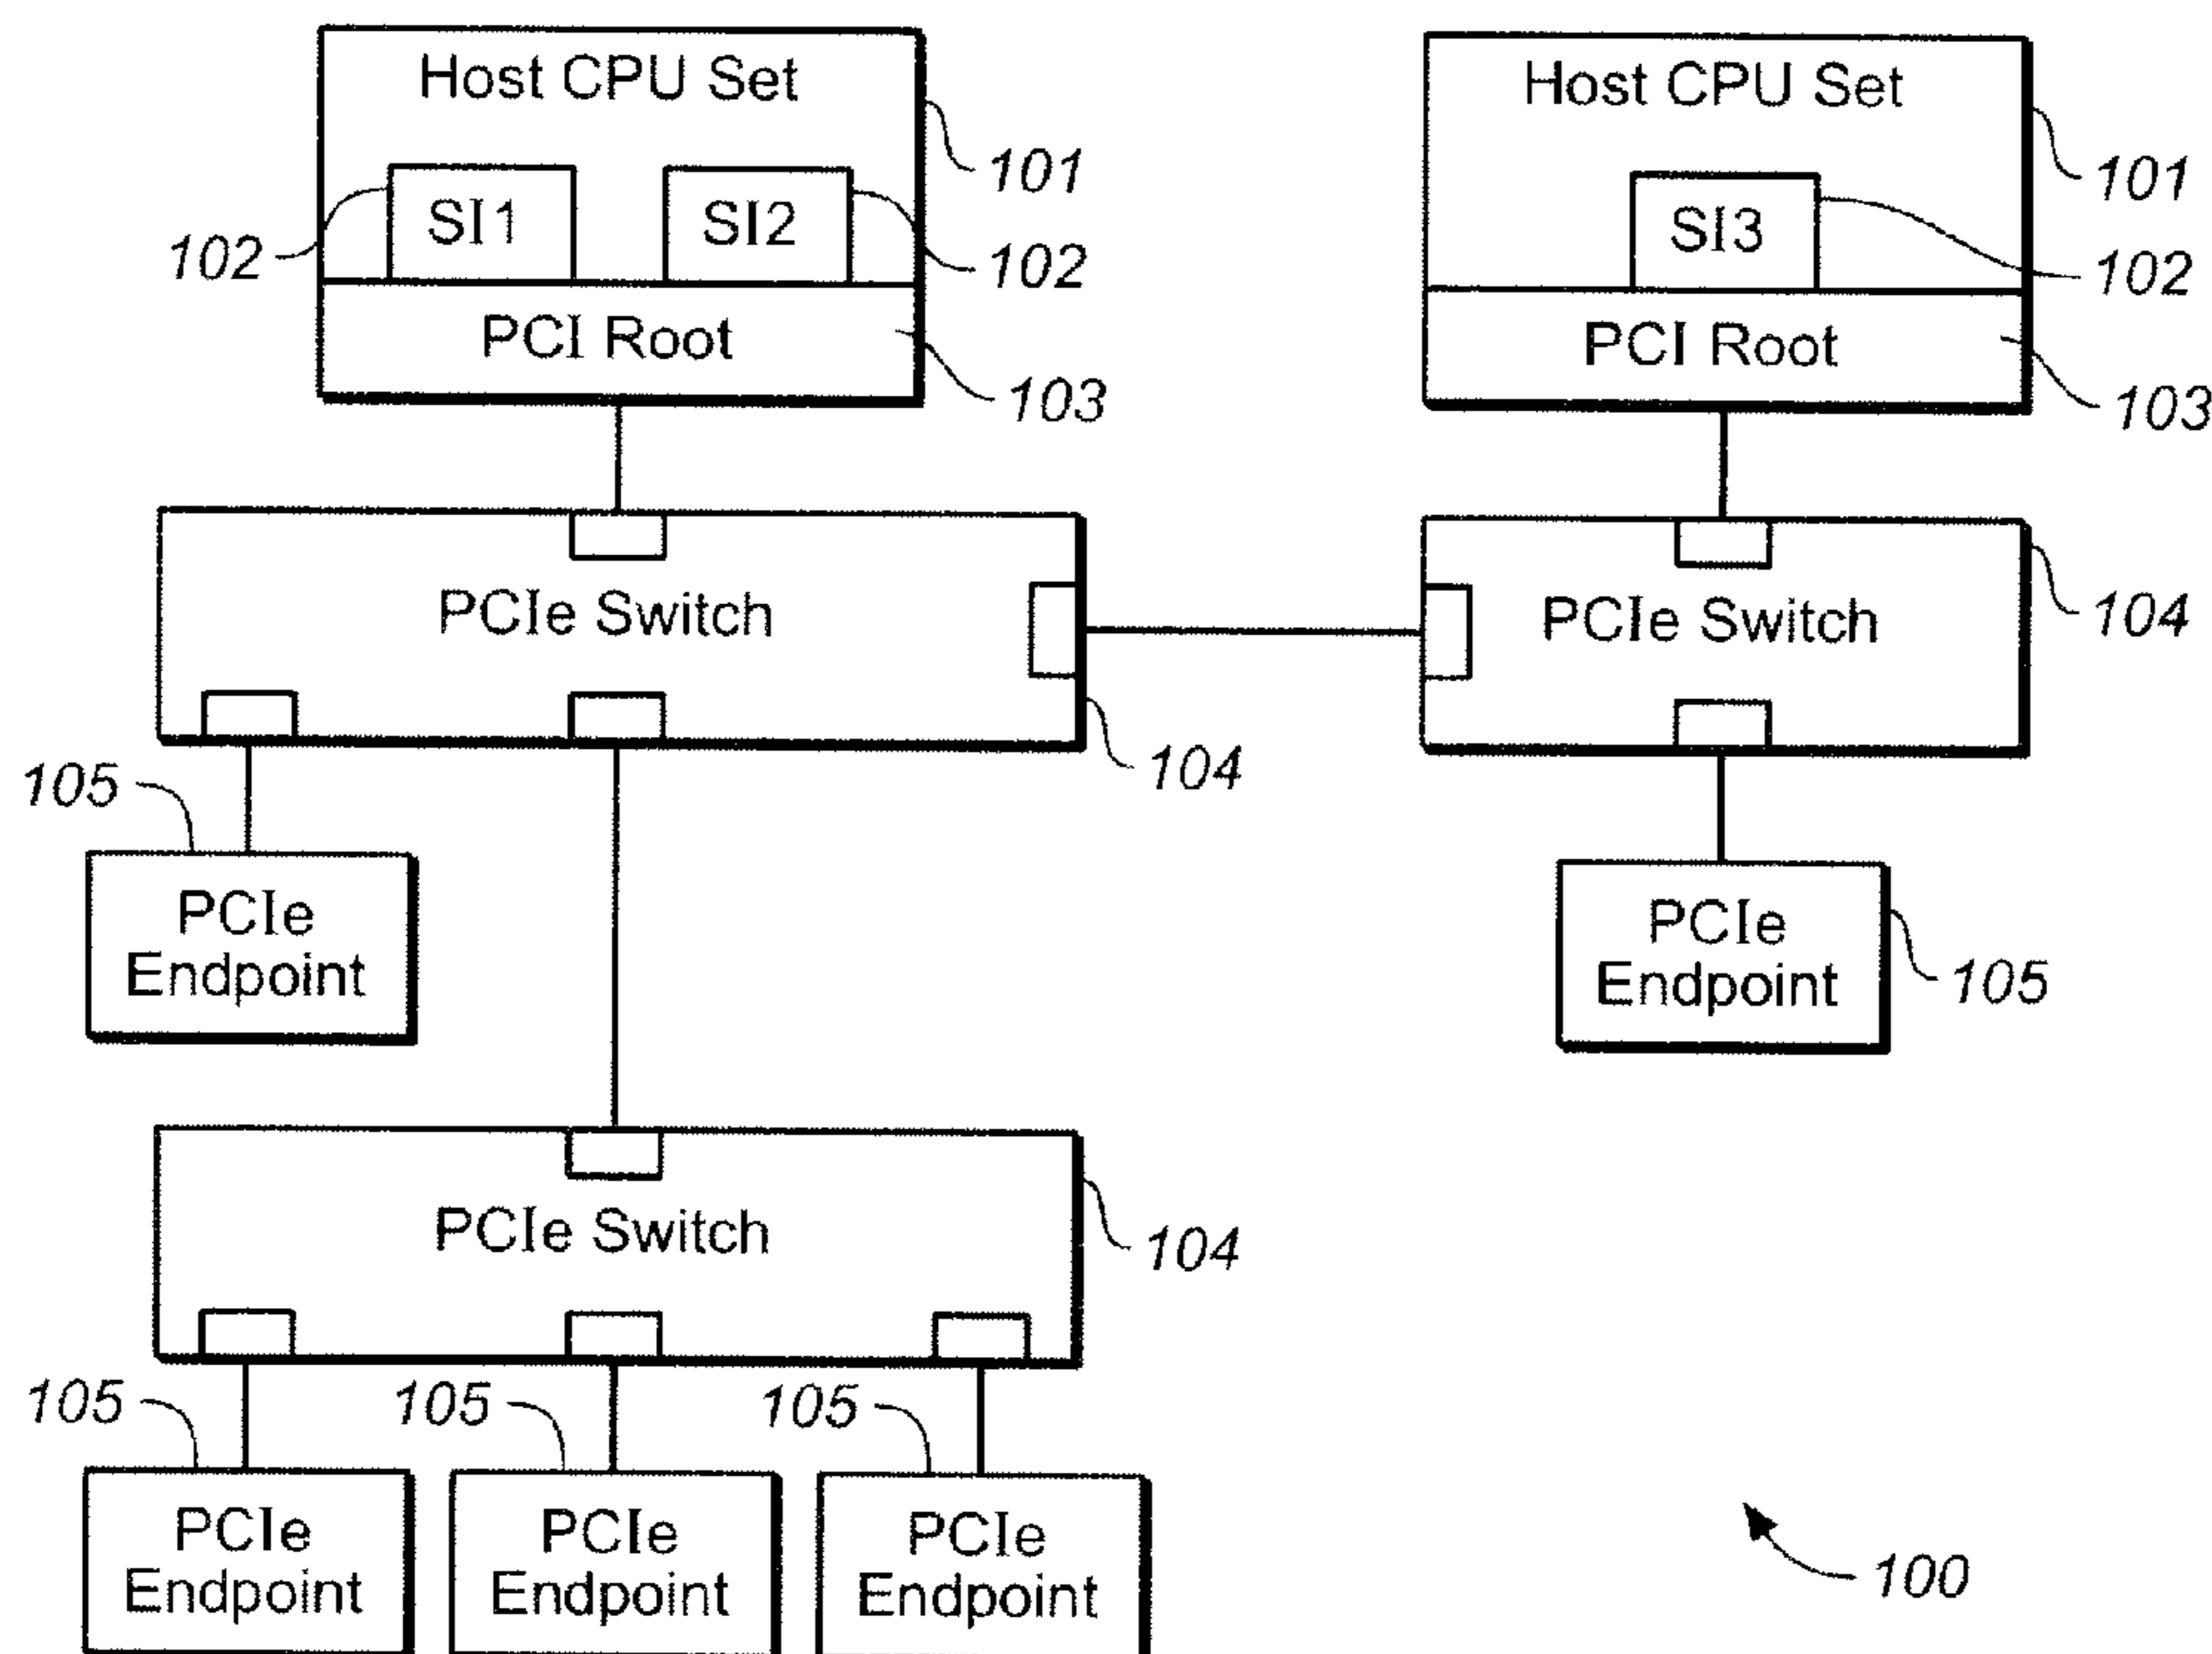 Host CPU Set
101
SI1
SI2
102
102
PCI Root
103
Host CPU Set
101
SI3
102
PCI Root
103
PCIe Switch
104
PCIe Switch
104
105
PCIe
Endpoint
PCIe
Endpoint
105
PCIe Switch
104
105
105
105
PCIe
Endpoint
PCIe
Endpoint
PCIe
Endpoint
100